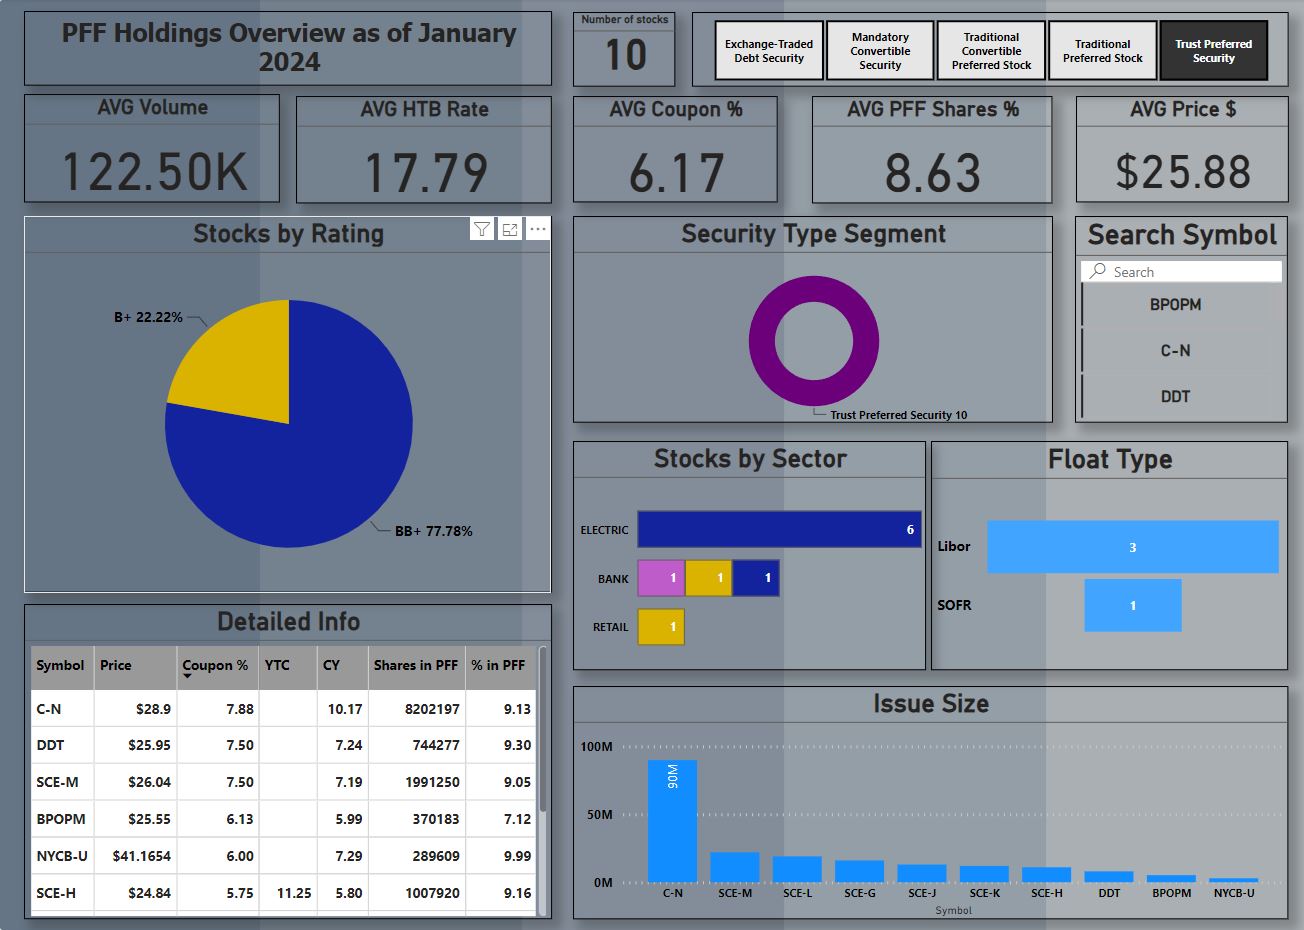 PFF Holdings Overview as of January
2024
Number of stocks
10
Exchange-Traded
Debt Security
Mandatory
Convertible
Security
Traditional
Convertible
Preferred Stock
Traditional
Preferred Stock
Trust Preferred
Security
AVG Volume
122.50K
AVG HTB Rate
17.79
AVG Coupon %
6.17
AVG PFF Shares %
8.63
AVG Price $
$25.88
Stocks by Rating
B+ 22.22%
BB+ 77.78%
Security Type Segment
Trust Preferred Security 10
Search Symbol
Search
BPOPM
C-N
DDT
Stocks by Sector
ELECTRIC 6
BANK 1 1 1
RETAIL 1
Float Type
Libor 3
SOFR 1
Detailed Info
Symbol Price Coupon % YTC CY Shares in PFF % in PFF
C-N $28.9 7.88 10.17 8202197 9.13
DDT $25.95 7.50 7.24 744277 9.30
SCE-M $26.04 7.50 7.19 1991250 9.05
BPOPM $25.55 6.13 5.99 370183 7.12
NYCB-U $41.1654 6.00 7.29 289609 9.99
SCE-H $24.84 5.75 11.25 5.80 1007920 9.16
Issue Size
100M
50M
0M
90M
C-N SCE-M SCE-L SCE-G SCE-J SCE-K SCE-H DDT BPOPM NYCB-U
Symbol